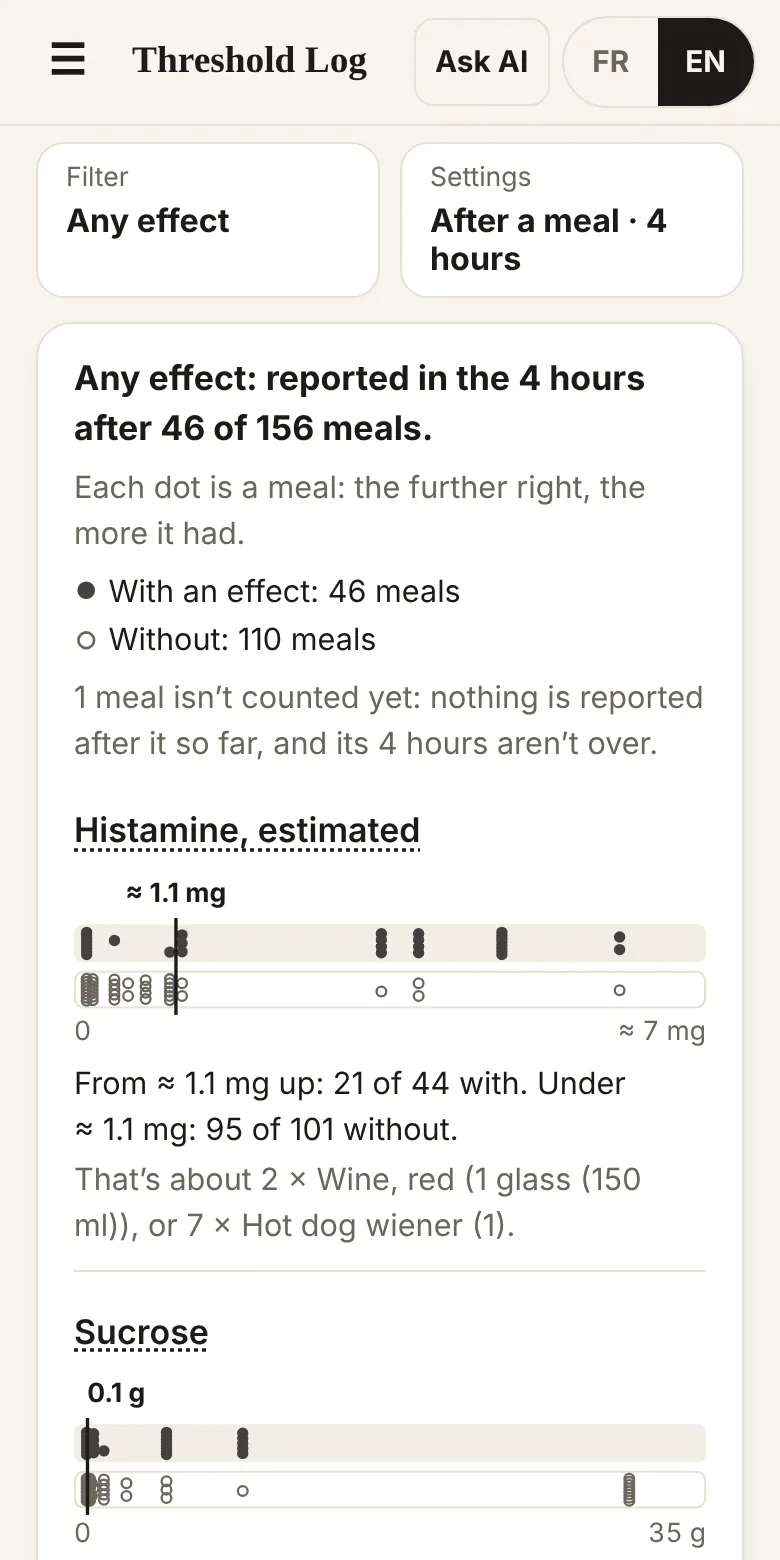 ☰ Threshold Log Ask AI FR EN
Filter
Any effect
Settings
After a meal · 4
hours
Any effect: reported in the 4 hours
after 46 of 156 meals.
Each dot is a meal: the further right, the
more it had.
With an effect: 46 meals
Without: 110 meals
1 meal isn’t counted yet: nothing is reported
after it so far, and its 4 hours aren’t over.
Histamine, estimated
≈ 1.1 mg
0 ≈ 7 mg
From ≈ 1.1 mg up: 21 of 44 with. Under
≈ 1.1 mg: 95 of 101 without.
That’s about 2 × Wine, red (1 glass (150
ml)), or 7 × Hot dog wiener (1).
Sucrose
0.1 g
0 35 g